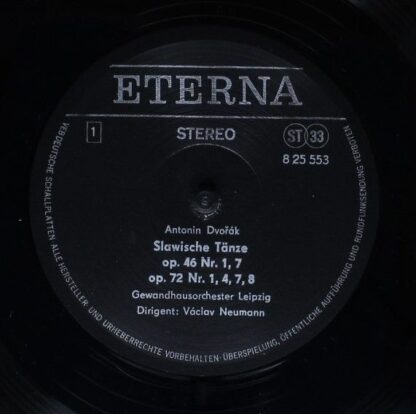 ETERNA
1
STEREO
ST 33
8 25 553
Antonin Dvořák
Slawische Tänze
op. 46 Nr. 1, 7
op. 72 Nr. 1, 4, 7, 8
Gewandhausorchester Leipzig
Dirigent: Václav Neumann
VEB DEUTSCHE SCHALLPLATTEN ALLE HERSTELLER- UND URHEBERRECHTE VORBEHALTEN · ÜBERSPIELUNG, ÖFFENTLICHE AUFFÜHRUNG UND RUNDFUNKSENDUNG VERBOTEN